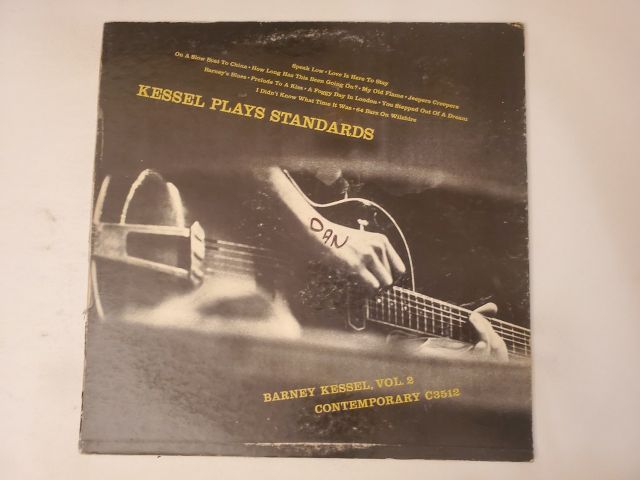 Speak Low • Love Is Here To Stay
On A Slow Boat To China • How Long Has This Been Going On? • My Old Flame • Jeepers Creepers
Barney's Blues • Prelude To A Kiss • A Foggy Day In London • You Stepped Out Of A Dream
I Didn't Know What Time It Was • 64 Bars On Wilshire
KESSEL PLAYS STANDARDS
DAN
BARNEY KESSEL, VOL. 2
CONTEMPORARY C3512